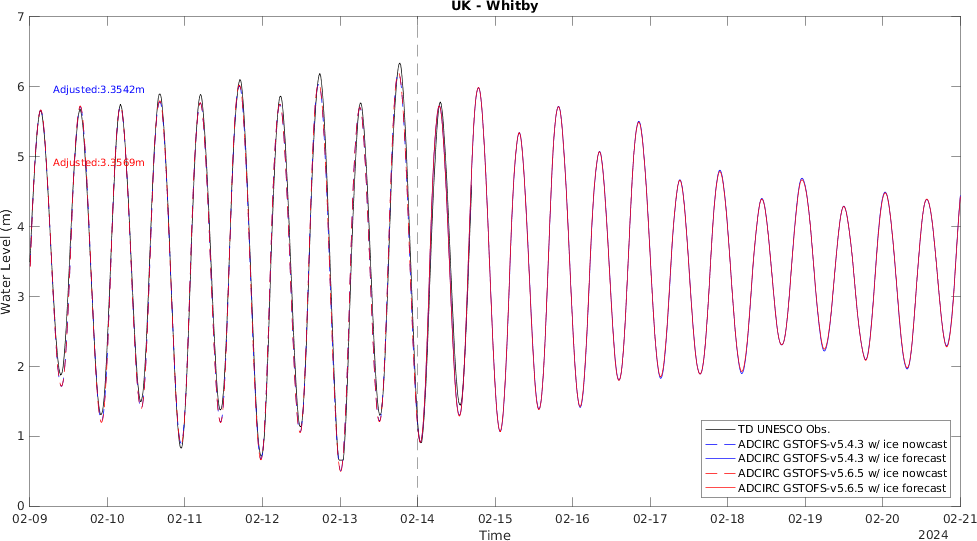 UK - Whitby
7
6
5
4
3
2
1
0
Water Level (m)
Adjusted:3.3542m
Adjusted:3.3569m
TD UNESCO Obs.
ADCIRC GSTOFS-v5.4.3 w/ ice nowcast
ADCIRC GSTOFS-v5.4.3 w/ ice forecast
ADCIRC GSTOFS-v5.6.5 w/ ice nowcast
ADCIRC GSTOFS-v5.6.5 w/ ice forecast
02-09 02-10 02-11 02-12 02-13 02-14 02-15 02-16 02-17 02-18 02-19 02-20 02-21
Time
2024